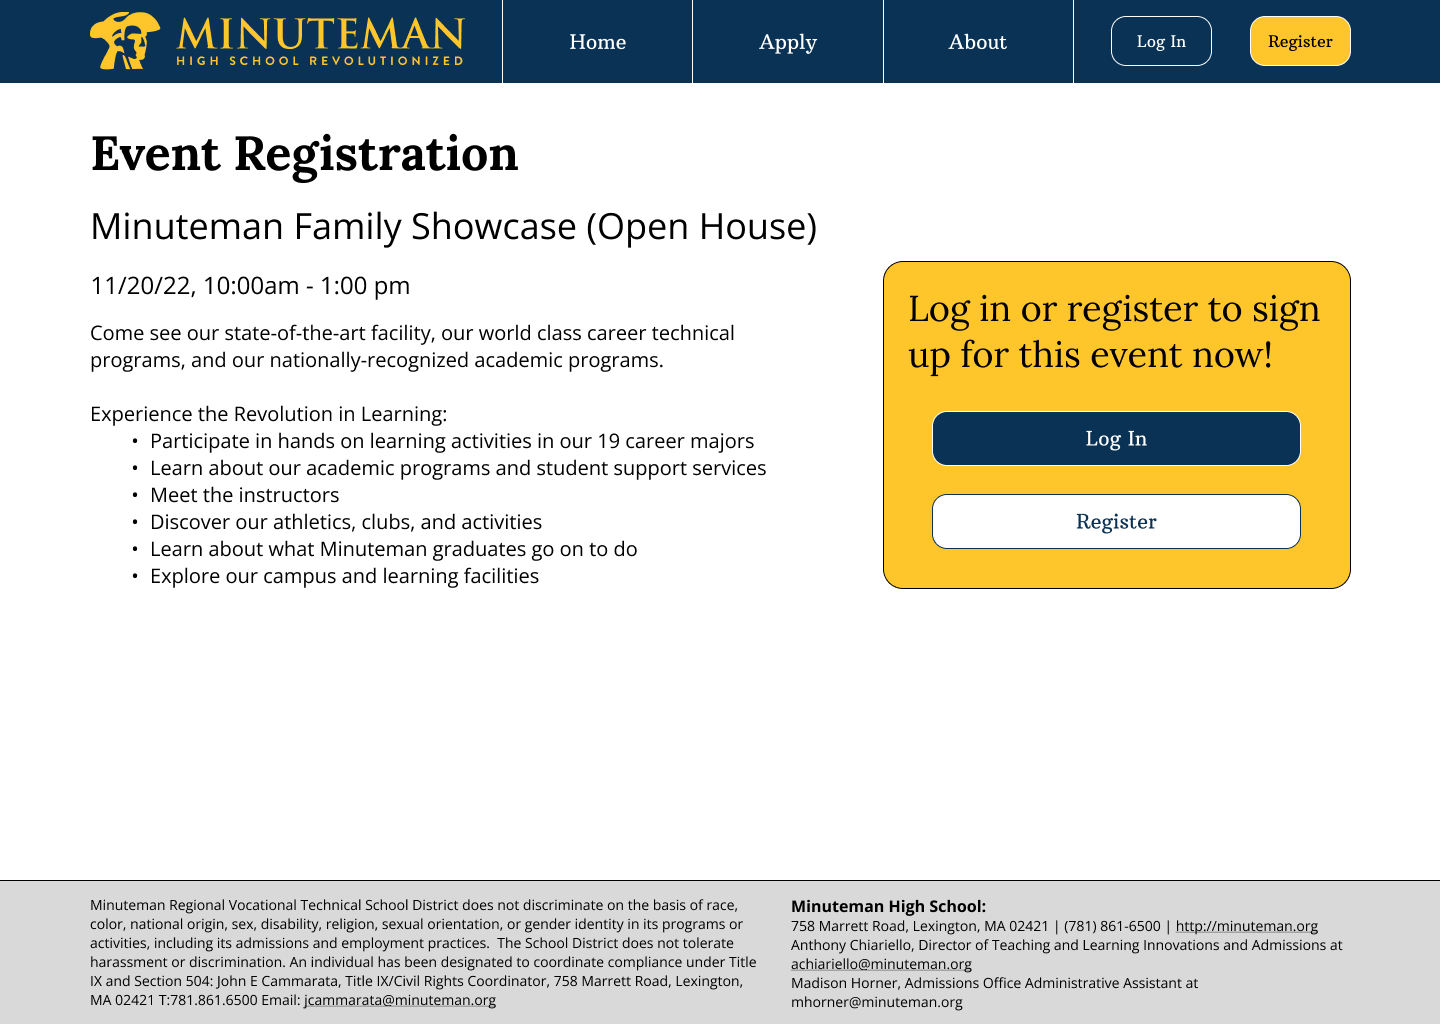 MINUTEMAN
HIGH SCHOOL REVOLUTIONIZED
Home
Apply
About
Log In
Register
Event Registration
Minuteman Family Showcase (Open House)
11/20/22, 10:00am - 1:00 pm
Come see our state-of-the-art facility, our world class career technical
programs, and our nationally-recognized academic programs.
Experience the Revolution in Learning:
• Participate in hands on learning activities in our 19 career majors
• Learn about our academic programs and student support services
• Meet the instructors
• Discover our athletics, clubs, and activities
• Learn about what Minuteman graduates go on to do
• Explore our campus and learning facilities
Log in or register to sign
up for this event now!
Log In
Register
Minuteman Regional Vocational Technical School District does not discriminate on the basis of race,
color, national origin, sex, disability, religion, sexual orientation, or gender identity in its programs or
activities, including its admissions and employment practices.  The School District does not tolerate
harassment or discrimination. An individual has been designated to coordinate compliance under Title
IX and Section 504: John E Cammarata, Title IX/Civil Rights Coordinator, 758 Marrett Road, Lexington,
MA 02421 T:781.861.6500 Email: jcammarata@minuteman.org
Minuteman High School:
758 Marrett Road, Lexington, MA 02421 | (781) 861-6500 | http://minuteman.org
Anthony Chiariello, Director of Teaching and Learning Innovations and Admissions at
achiariello@minuteman.org
Madison Horner, Admissions Office Administrative Assistant at
mhorner@minuteman.org